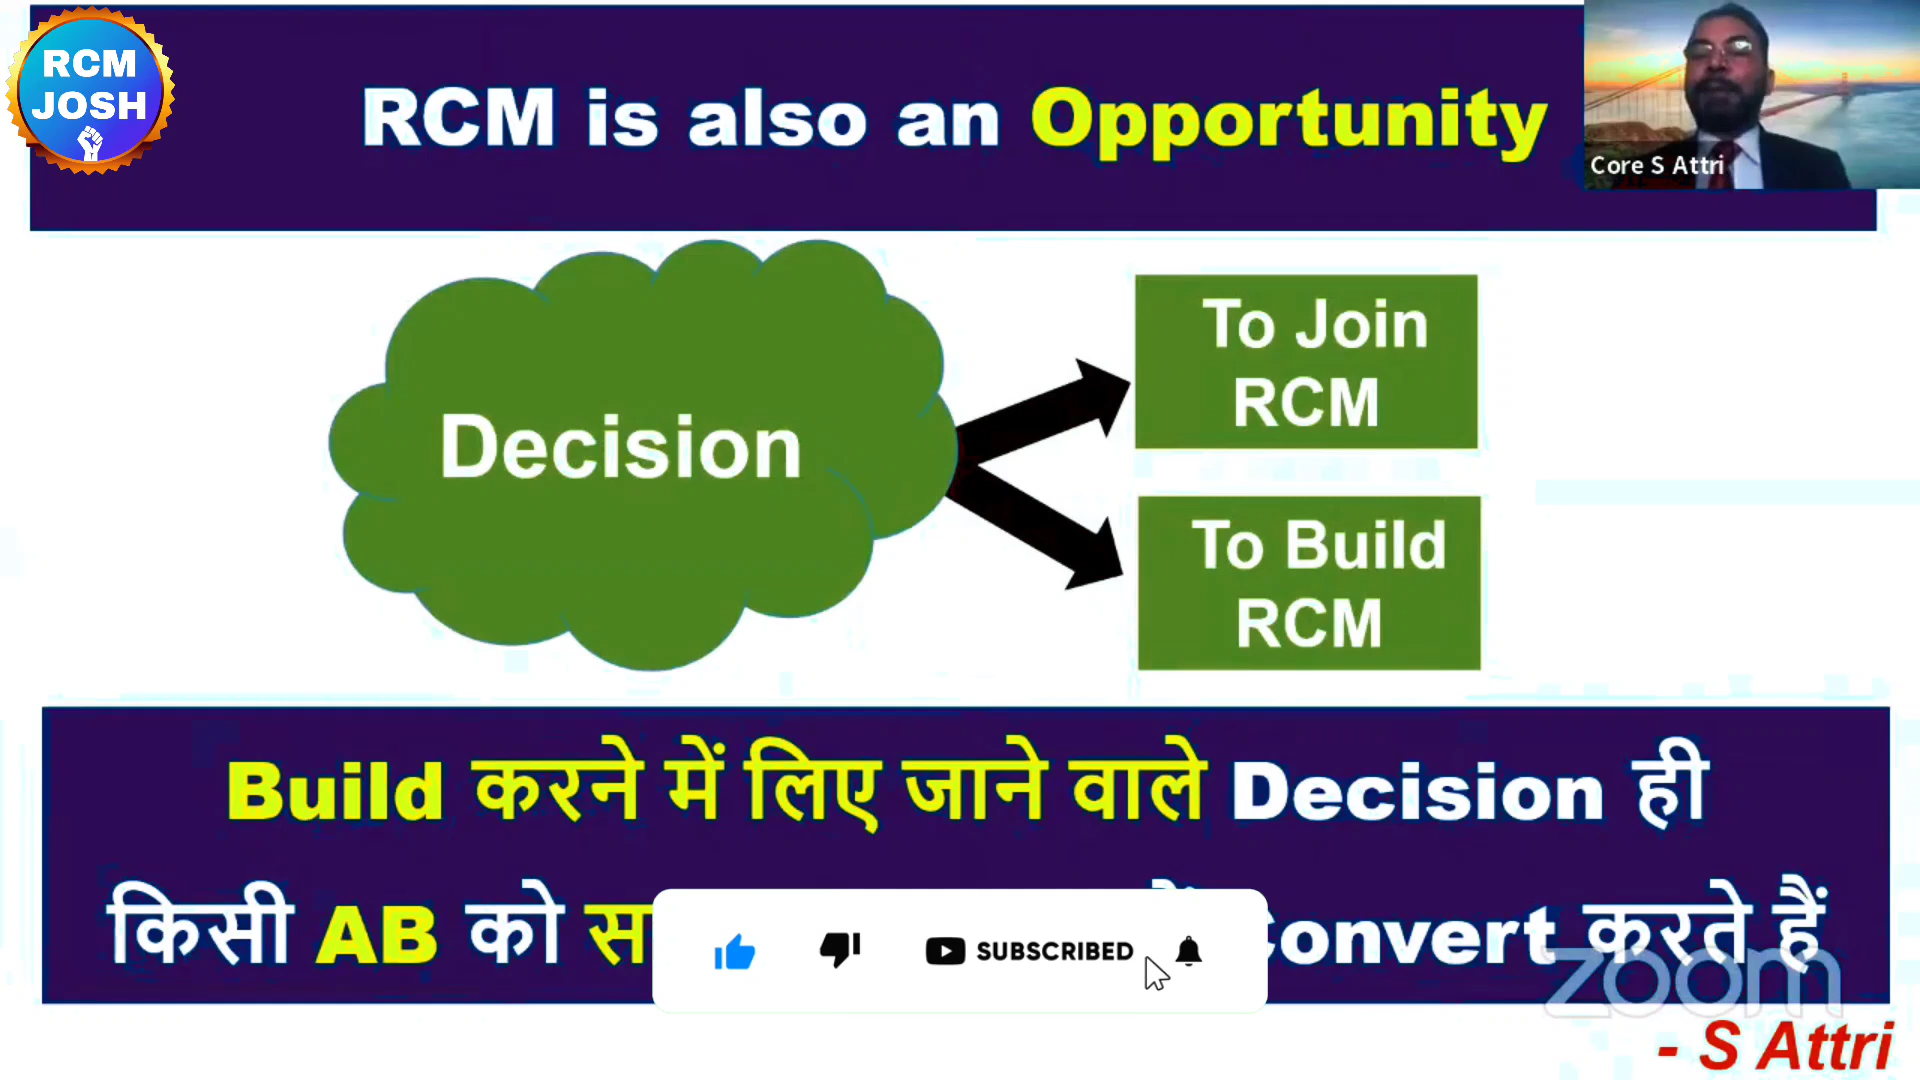 RCM
JOSH
RCM is also an Opportunity
Core S Attri
Decision
To Join
RCM
To Build
RCM
Build करने में लिए जाने वाले Decision ही
किसी AB को Convert करते हैं
SUBSCRIBED
zoom
- S Attri